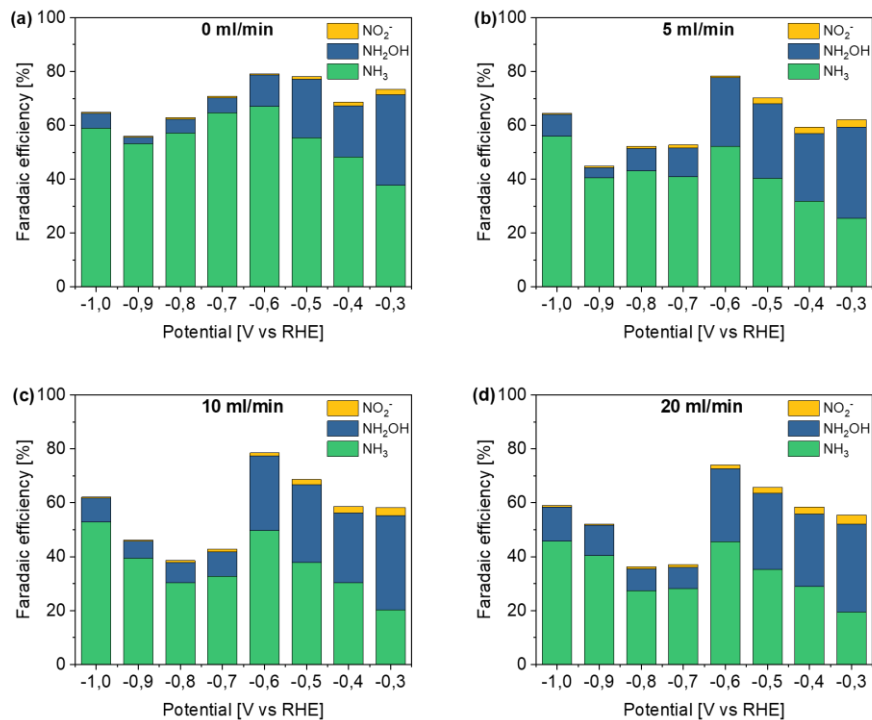 (a)
0 ml/min
NO₂⁻
NH₂OH
NH₃
Faradaic efficiency [%]
100
80
60
40
20
0
-1,0 -0,9 -0,8 -0,7 -0,6 -0,5 -0,4 -0,3
Potential [V vs RHE]
(b)
5 ml/min
NO₂⁻
NH₂OH
NH₃
Faradaic efficiency [%]
100
80
60
40
20
0
-1,0 -0,9 -0,8 -0,7 -0,6 -0,5 -0,4 -0,3
Potential [V vs RHE]
(c)
10 ml/min
NO₂⁻
NH₂OH
NH₃
Faradaic efficiency [%]
100
80
60
40
20
0
-1,0 -0,9 -0,8 -0,7 -0,6 -0,5 -0,4 -0,3
Potential [V vs RHE]
(d)
20 ml/min
NO₂⁻
NH₂OH
NH₃
Faradaic efficiency [%]
100
80
60
40
20
0
-1,0 -0,9 -0,8 -0,7 -0,6 -0,5 -0,4 -0,3
Potential [V vs RHE]